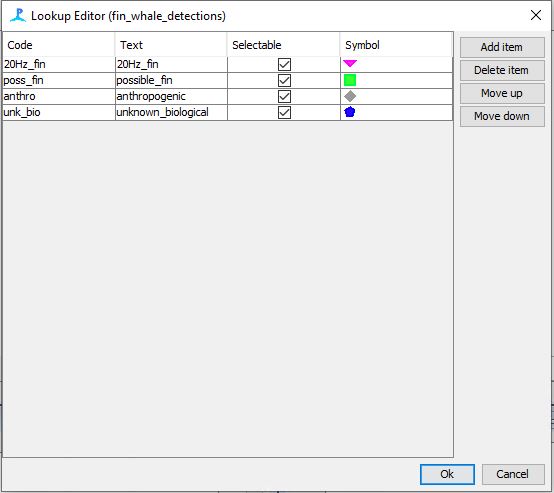 Lookup Editor (fin_whale_detections)
Code Text Selectable Symbol
20Hz_fin 20Hz_fin
poss_fin possible_fin
anthro anthropogenic
unk_bio unknown_biological
Add item
Delete item
Move up
Move down
Ok Cancel